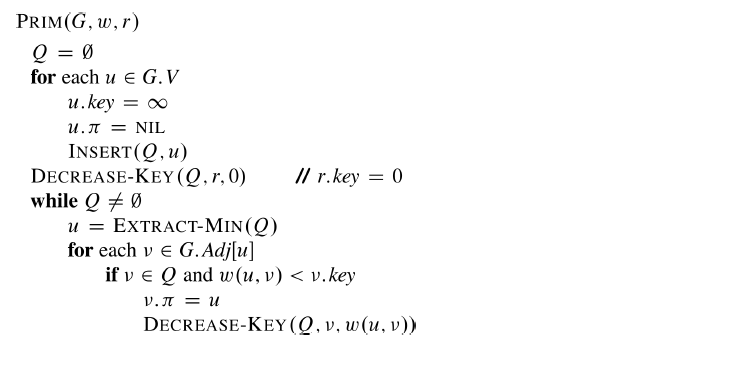 PRIM(G, w, r)
Q = ∅
for each u ∈ G.V
u.key = ∞
u.π = NIL
INSERT(Q, u)
DECREASE-KEY(Q, r, 0) // r.key = 0
while Q ≠ ∅
u = EXTRACT-MIN(Q)
for each v ∈ G.Adj[u]
if v ∈ Q and w(u, v) < v.key
v.π = u
DECREASE-KEY(Q, v, w(u, v))